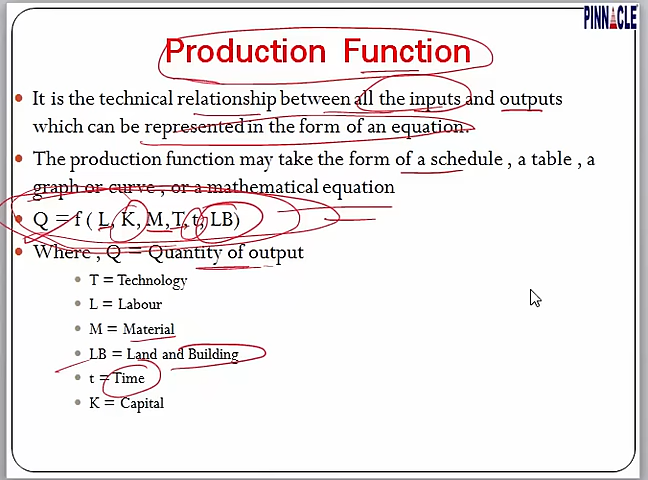 PINNACLE
Production Function
It is the technical relationship between all the inputs and outputs
which can be represented in the form of an equation.
The production function may take the form of a schedule , a table , a
graph or curve , or a mathematical equation
Q = f ( L, K, M,T, t, LB)
Where , Q = Quantity of output
T = Technology
L = Labour
M = Material
LB = Land and Building
t = Time
K = Capital